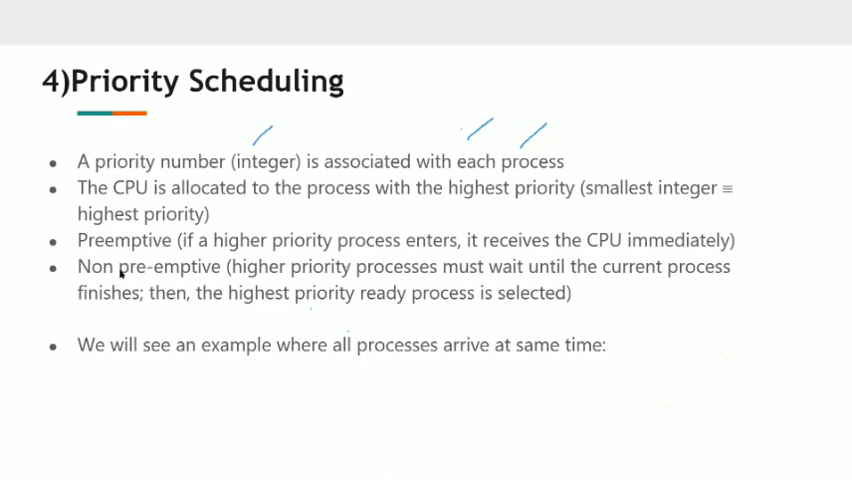 4)Priority Scheduling
● A priority number (integer) is associated with each process
● The CPU is allocated to the process with the highest priority (smallest integer ≡
highest priority)
● Preemptive (if a higher priority process enters, it receives the CPU immediately)
● Non pre-emptive (higher priority processes must wait until the current process
finishes; then, the highest priority ready process is selected)
● We will see an example where all processes arrive at same time: